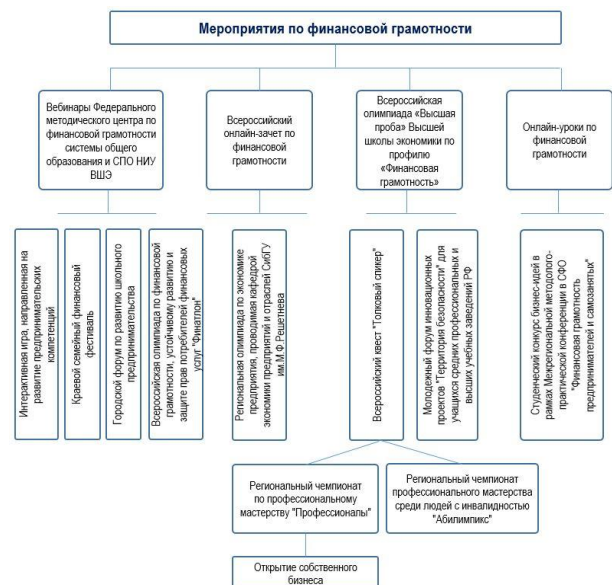 Мероприятия по финансовой грамотности
Вебинары Федерального
методического центра по
финансовой грамотности
системы общего
образования и СПО НИУ
ВШЭ
Всероссийский
онлайн-зачет по
финансовой
грамотности
Всероссийская
олимпиада «Высшая
проба» Высшей
школы экономики по
профилю
«Финансовая
грамотность»
Онлайн-уроки по
финансовой
грамотности
Интерактивная игра, направленная на
развитие предпринимательских
компетенций
Краевой семейный финансовый
фестиваль
Городской форум по развитию школьного
предпринимательства
Всероссийская олимпиада по финансовой
грамотности, устойчивому развитию и
защите прав потребителей финансовых
услуг "Финатлон"
Региональная олимпиада по экономике
предприятия, проводимая кафедрой
экономики предприятий и отраслей СибГУ
им.М.Ф.Решетнева
Всероссийский квест "Толковый спикер"
Молодежный форум инновационных
проектов "Территория безопасности" для
учащихся средних профессиональных и
высших учебных заведений РФ
Студенческий конкурс бизнес-идей в
рамках Межрегиональной методолого-
практической конференции в СФО
"Финансовая грамотность
предпринимателей и самозанятых"
Региональный чемпионат
по профессиональному
мастерству "Профессионалы"
Региональный чемпионат
профессионального мастерства
среди людей с инвалидностью
"Абилимпикс"
Открытие собственного
бизнеса